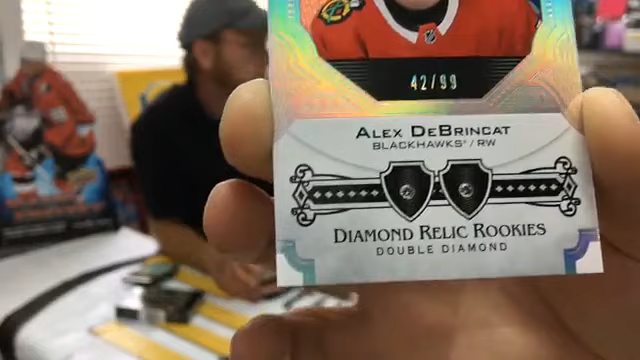 42/99
ALEX DEBRINCAT
BLACKHAWKS® / RW
DIAMOND RELIC ROOKIES
DOUBLE DIAMOND